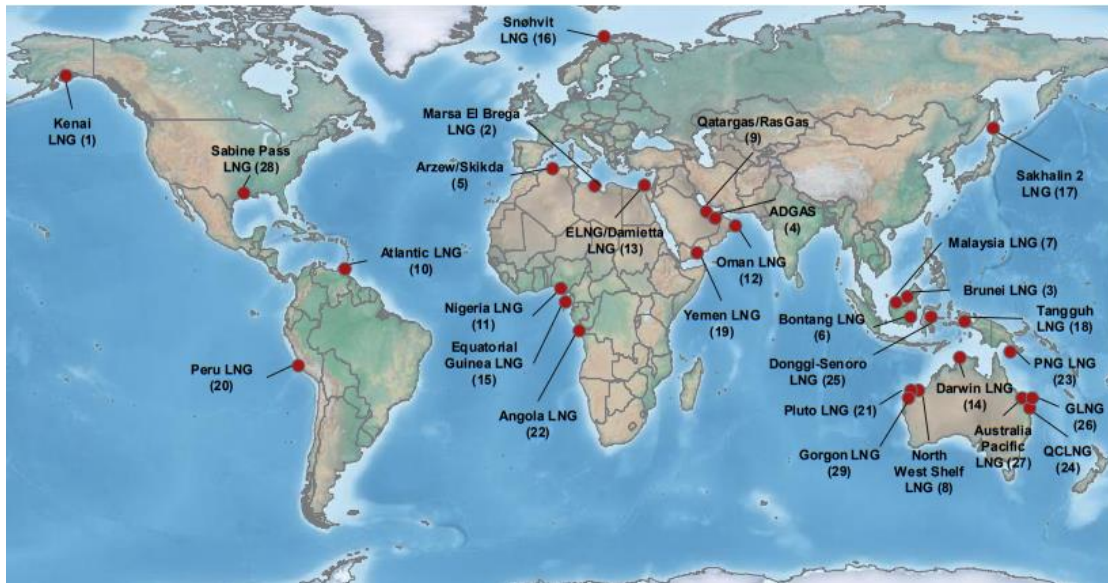 Snøhvit
LNG (16)
Kenai
LNG (1)
Sabine Pass
LNG (28)
Marsa El Brega
LNG (2)
Arzew/Skikda
(5)
Qatargas/RasGas
(9)
Sakhalin 2
LNG (17)
ADGAS
(4)
ELNG/Damietta
LNG (13)
Atlantic LNG
(10)
Oman LNG
(12)
Malaysia LNG (7)
Brunei LNG (3)
Nigeria LNG
(11)
Yemen LNG
(19)
Bontang LNG
(6)
Tangguh
LNG (18)
Equatorial
Guinea LNG
(15)
Donggi-Senoro
LNG (25)
Peru LNG
(20)
PNG LNG
(23)
Darwin LNG
(14)
Angola LNG
(22)
Pluto LNG (21)
GLNG
(26)
Australia
Pacific
LNG (27)
Gorgon LNG
(29)
North
West Shelf
LNG (8)
QCLNG
(24)